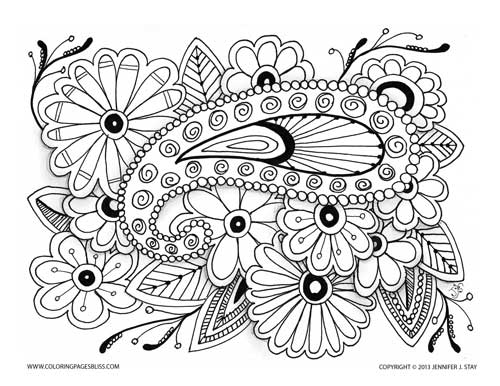 WWW.COLORINGPAGESBLISS.COM
COPYRIGHT © 2013 JENNIFER J. STAY